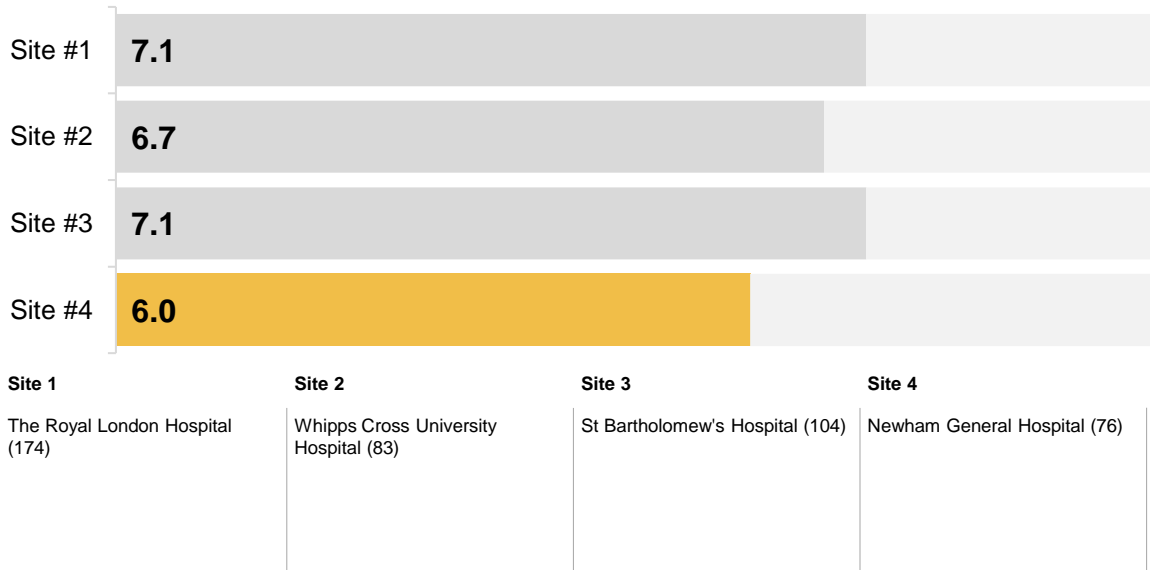 Site #1
7.1
Site #2
6.7
Site #3
7.1
Site #4
6.0
Site 1
The Royal London Hospital
(174)
Site 2
Whipps Cross University
Hospital (83)
Site 3
St Bartholomew's Hospital (104)
Site 4
Newham General Hospital (76)